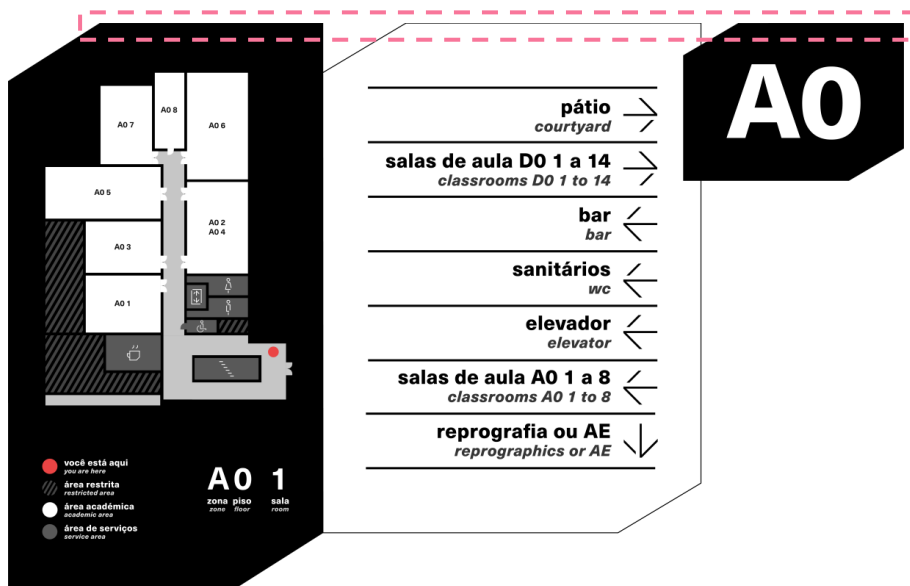 A0 8
A0 7
A0 6
A0 5
A0 2
A0 4
A0 3
A0 1
você está aqui
you are here
área restrita
restricted area
área académica
academic area
área de serviços
service area
A 0 1
zona piso sala
zone floor room
pátio
courtyard
salas de aula D0 1 a 14
classrooms D0 1 to 14
bar
bar
sanitários
wc
elevador
elevator
salas de aula A0 1 a 8
classrooms A0 1 to 8
reprografia ou AE
reprographics or AE
A0